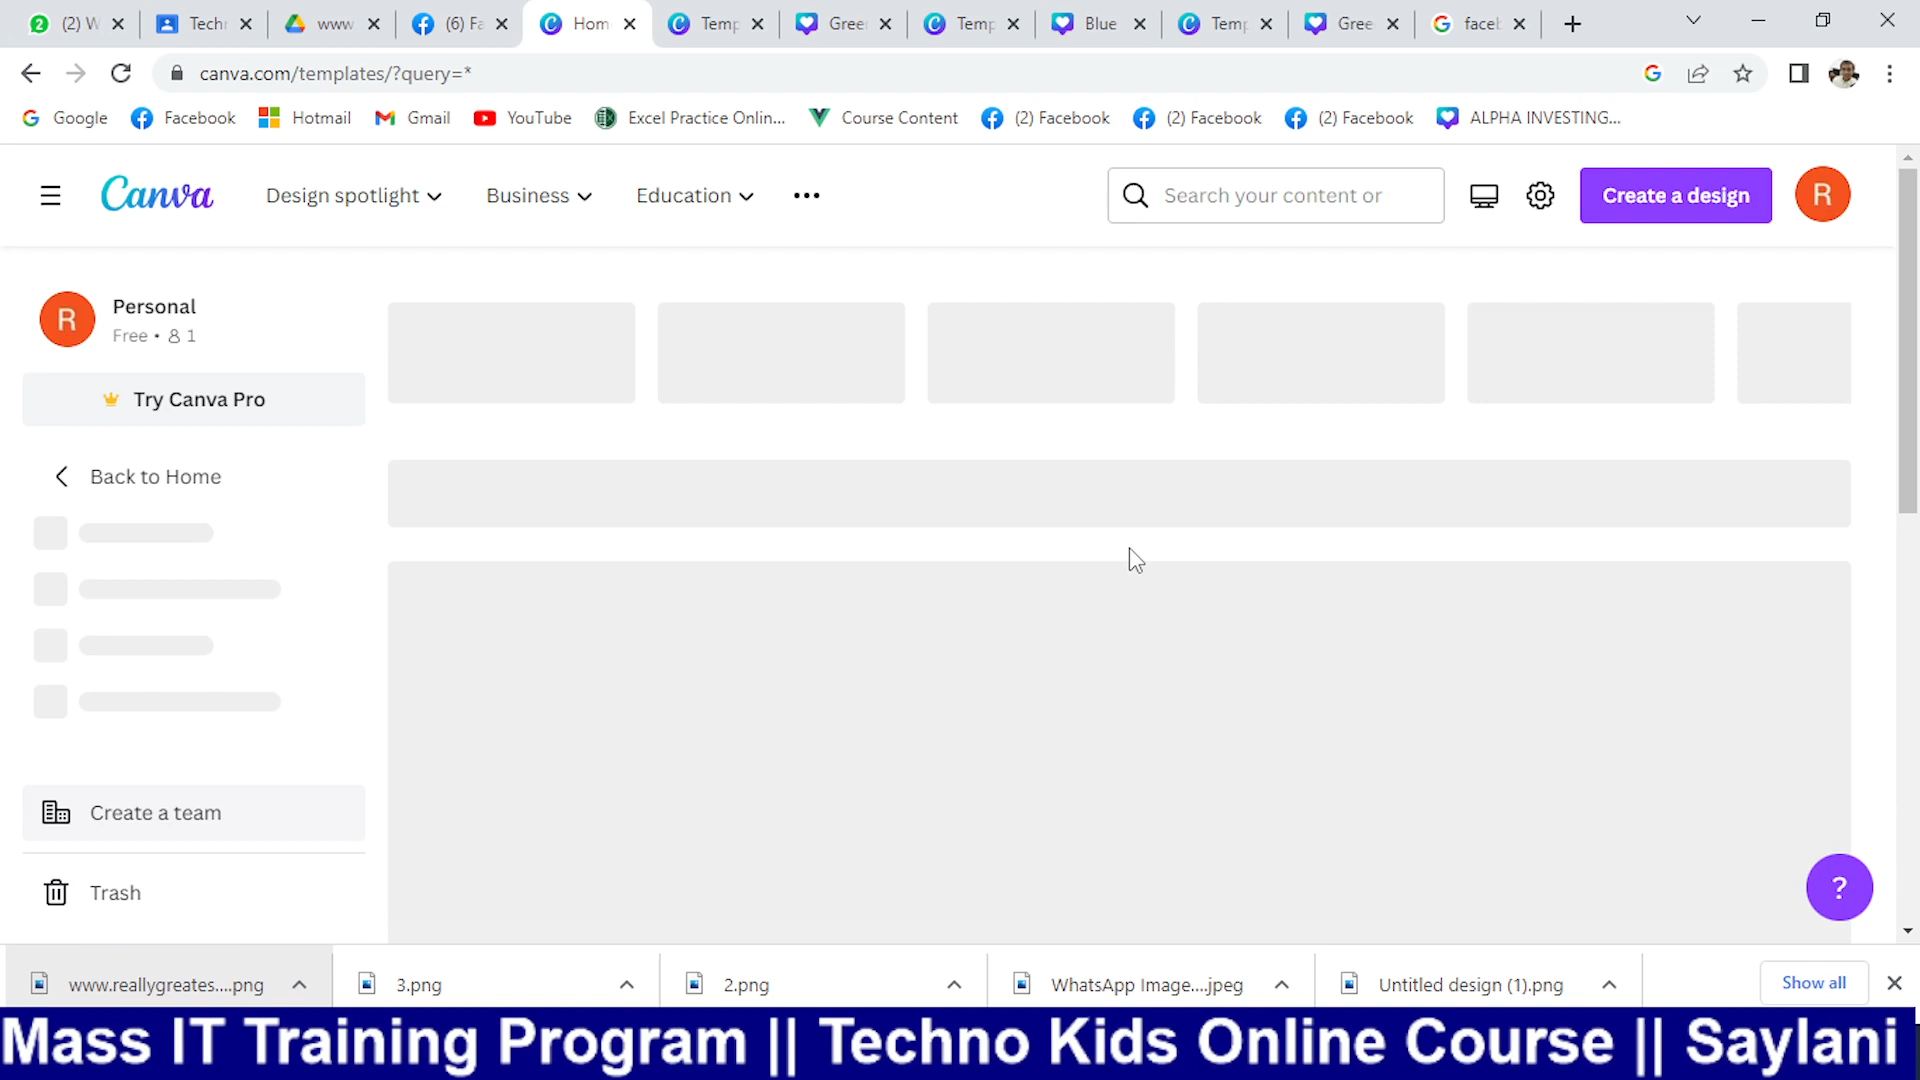 (2) W
Techn
www.
(6) Fa
Hom
Temp
Gree
Temp
Blue
Temp
Gree
faceb
canva.com/templates/?query=*
Google
Facebook
Hotmail
Gmail
YouTube
Excel Practice Onlin...
Course Content
(2) Facebook
(2) Facebook
(2) Facebook
ALPHA INVESTING...
Canva
Design spotlight
Business
Education
Search your content or
Create a design
R
R
Personal
Free • 1
Try Canva Pro
Back to Home
Create a team
Trash
?
www.reallygreates....png
3.png
2.png
WhatsApp Image....jpeg
Untitled design (1).png
Show all
Mass IT Training Program || Techno Kids Online Course || Saylani